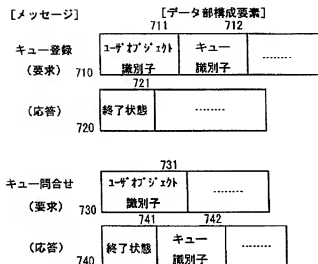 [メッセージ] [データ部構成要素]
711 712
キュー登録 ユーザオブジェクト キュー --------
(要求) 710 識別子 識別子
721
(応答) 終了状態 --------
720
731
キュー問合せ ユーザオブジェクト --------
(要求) 730 識別子
741 742
(応答) 終了状態 キュー --------
740 識別子